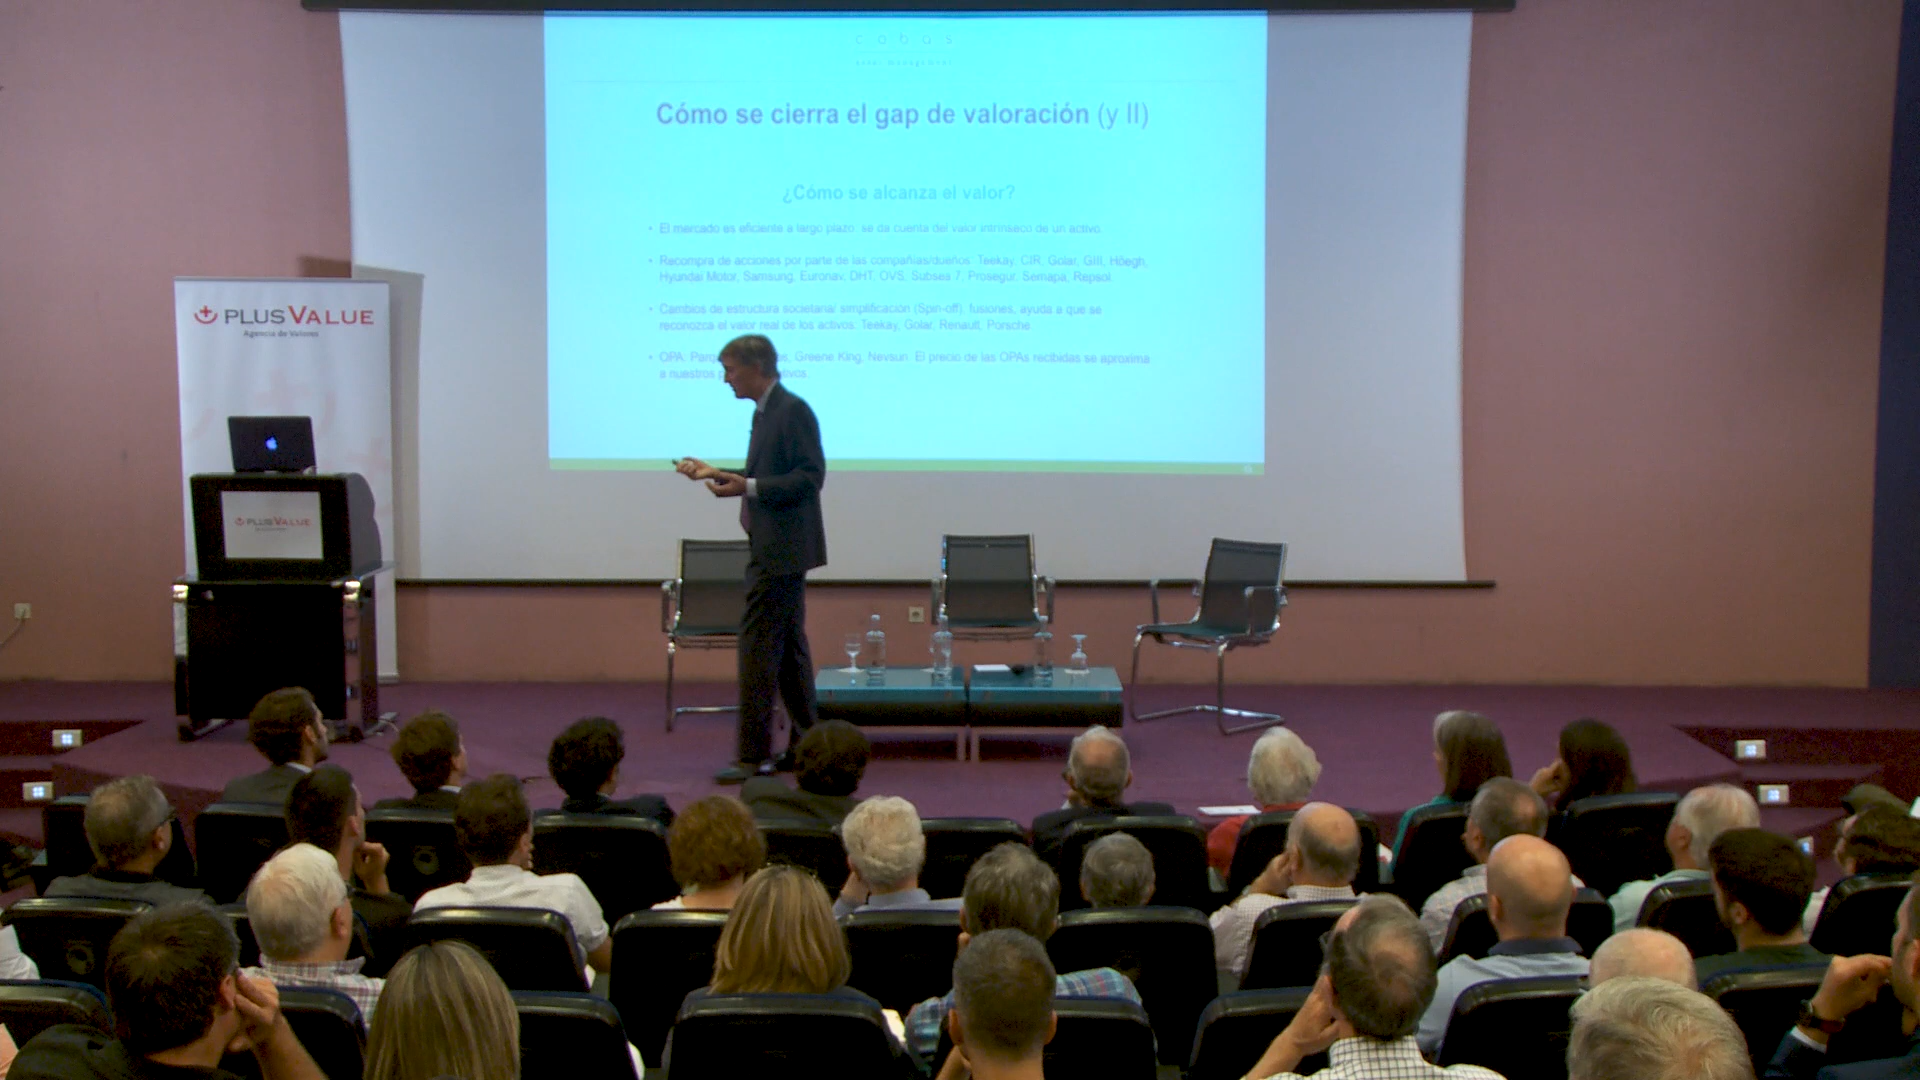 cobas
asset management
Cómo se cierra el gap de valoración (y II)
¿Cómo se alcanza el valor?
• El mercado es eficiente a largo plazo: se da cuenta del valor intrínseco de un activo.
• Recompra de acciones por parte de las compañías/dueños: Teekay, CIR, Golar, GIII, Höegh,
Hyundai Motor, Samsung, Euronav, DHT, OVS, Subsea 7, Prosegur, Semapa, Repsol.
• Cambios de estructura societaria/ simplificación (Spin-off), fusiones, ayuda a que se
reconozca el valor real de los activos: Teekay, Golar, Renault, Porsche.
• OPA: Greene King, Nevsun. El precio de las OPAs recibidas se aproxima
a nuestros
PLUSVALUE
Agencia de Valores
PLUSVALUE